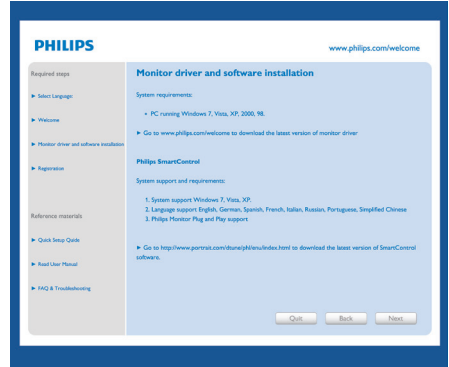 PHILIPS
www.philips.com/welcome
Required steps
► Select Language:
► Welcome
► Monitor driver and software installation
► Registration
Reference materials
► Quick Setup Quide
► Read User Manual
► FAQ & Troubleshooting
Monitor driver and software installation
System requirements:
• PC running Windows 7, Vista, XP, 2000, 98.
► Go to www.philips.com/welcome to download the latest version of monitor driver
Philips SmartControl
System support and requirements:
1. System support Windows 7, Vista, XP.
2. Language support English, German, Spanish, French, Italian, Russian, Portuguese, Simplified Chinese
3. Philips Monitor Plug and Play support
► Go to http://www.portrait.com/dtune/phl/enu/index.html to download the latest version of SmartControl
software.
Quit
Back
Next